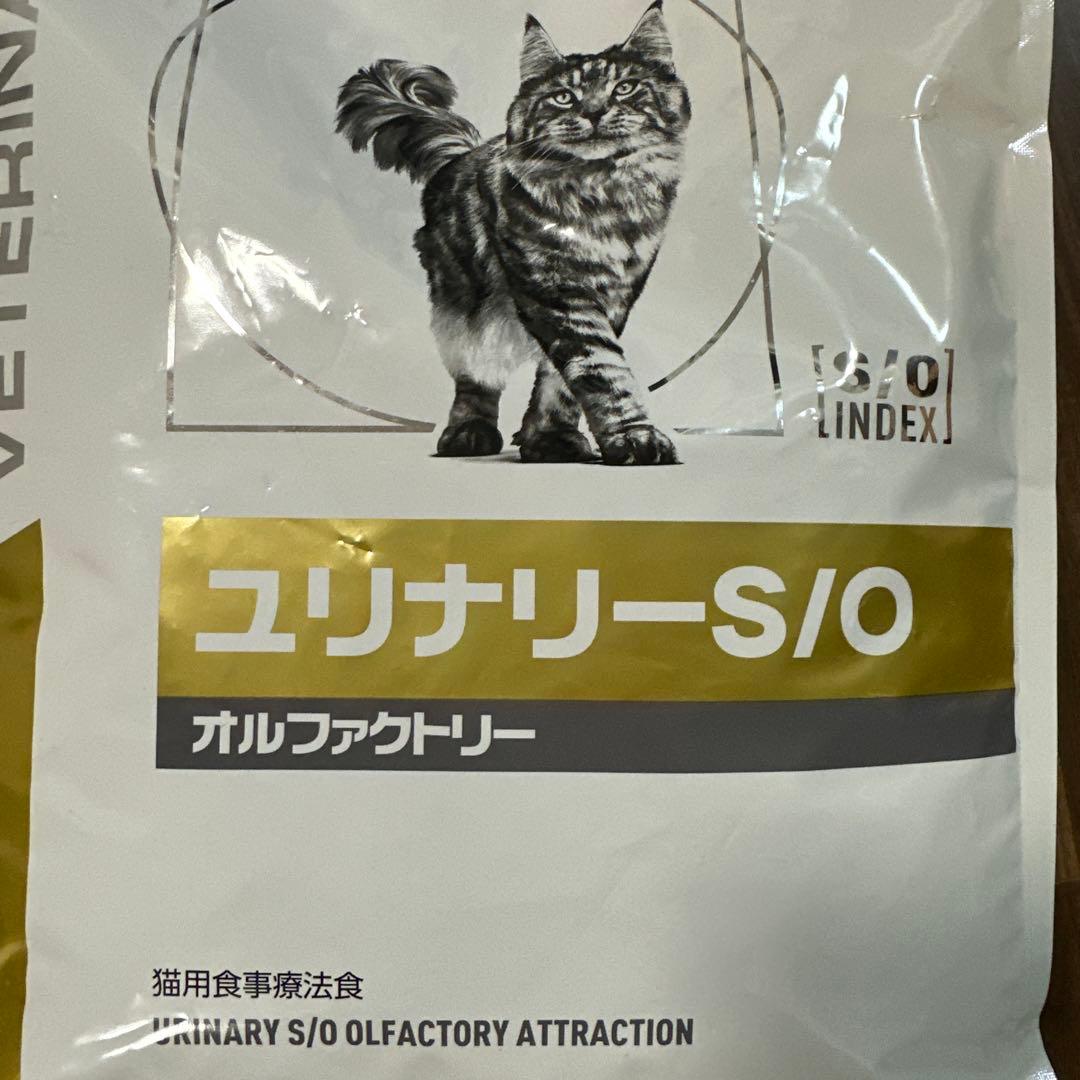 VETERINA
[S/O
INDEX]
ユリナリーS/O
オルファクトリー
猫用食事療法食
URINARY S/O OLFACTORY ATTRACTION